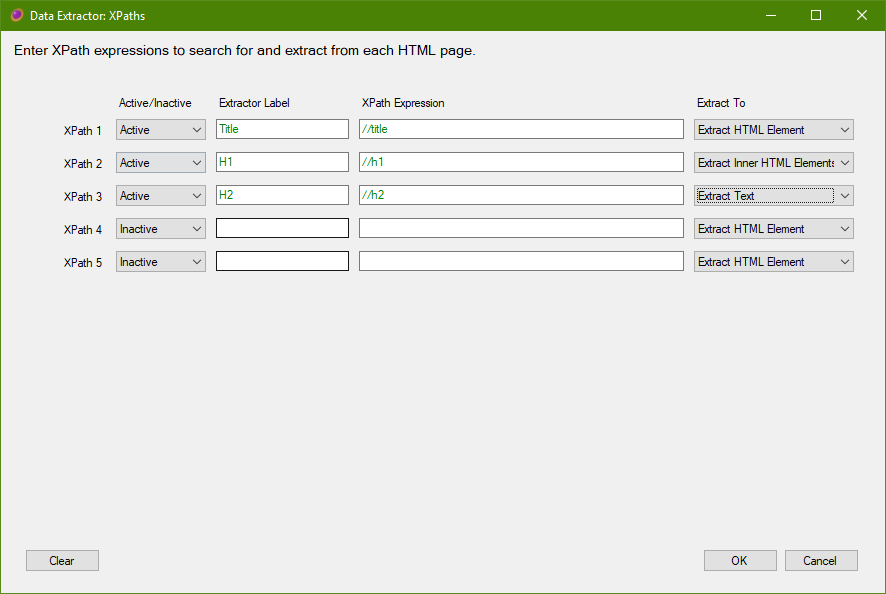 Data Extractor: XPaths
Enter XPath expressions to search for and extract from each HTML page.
Active/Inactive Extractor Label XPath Expression Extract To
XPath 1 Active Title //title Extract HTML Element
XPath 2 Active H1 //h1 Extract Inner HTML Elements
XPath 3 Active H2 //h2 Extract Text
XPath 4 Inactive Extract HTML Element
XPath 5 Inactive Extract HTML Element
Clear OK Cancel